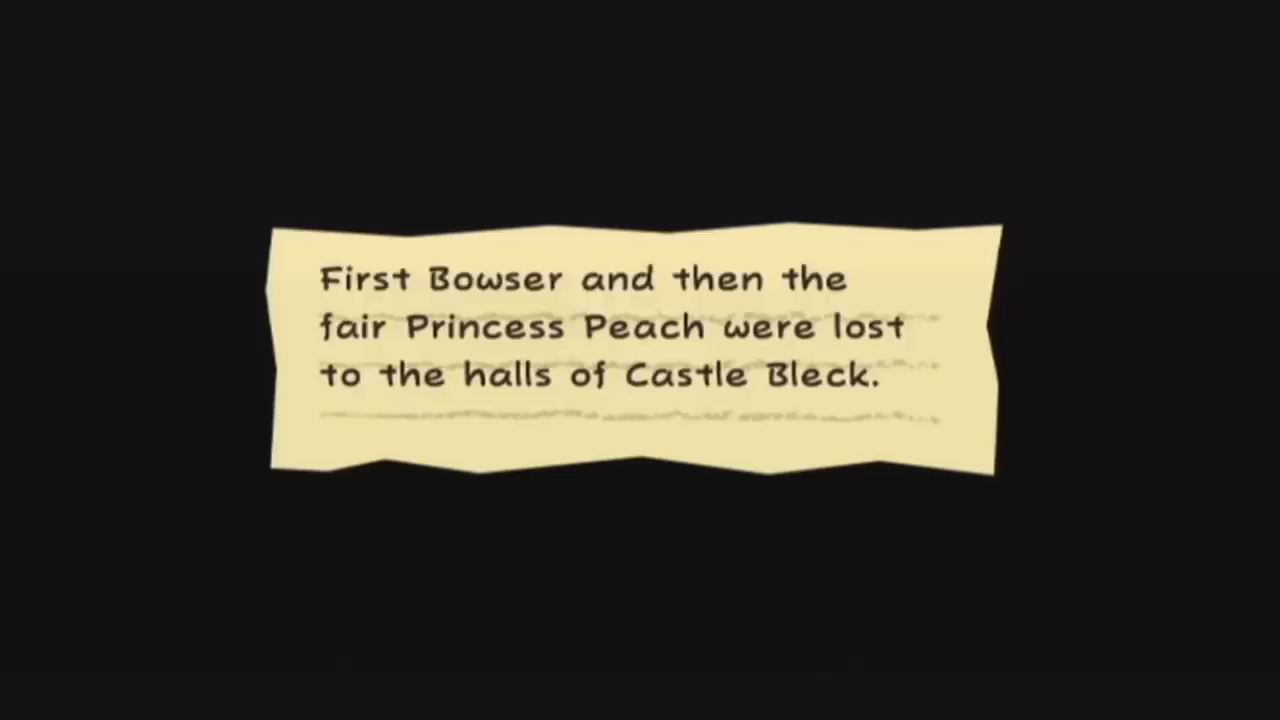 First Bowser and then the
fair Princess Peach were lost
to the halls of Castle Bleck.